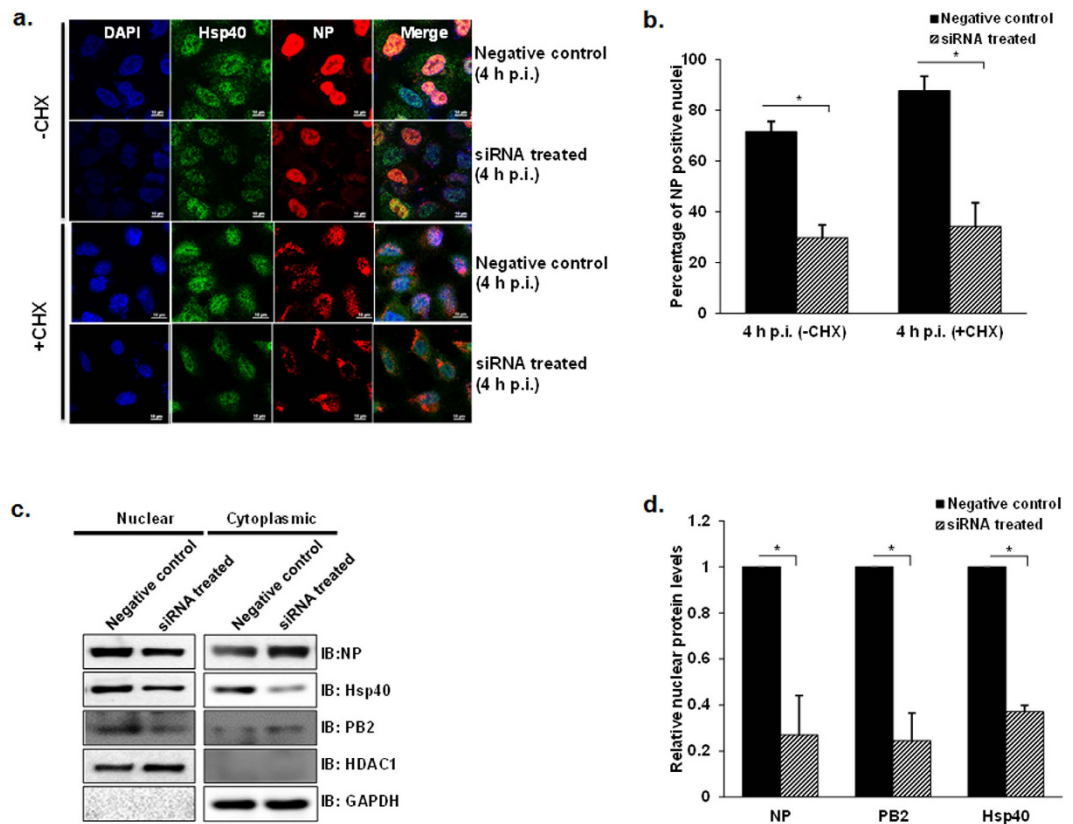 a.
DAPI Hsp40 NP Merge
-CHX
Negative control
(4 h p.i.)
siRNA treated
(4 h p.i.)
+CHX
Negative control
(4 h p.i.)
siRNA treated
(4 h p.i.)
b.
Negative control
siRNA treated
Percentage of NP positive nuclei
100
80
60
40
20
0
*
*
4 h p.i. (-CHX) 4 h p.i. (+CHX)
c.
Nuclear Cytoplasmic
Negative control
siRNA treated
Negative control
siRNA treated
IB:NP
IB: Hsp40
IB: PB2
IB: HDAC1
IB: GAPDH
d.
Negative control
siRNA treated
Relative nuclear protein levels
1.2
1
0.8
0.6
0.4
0.2
0
*
*
*
NP PB2 Hsp40